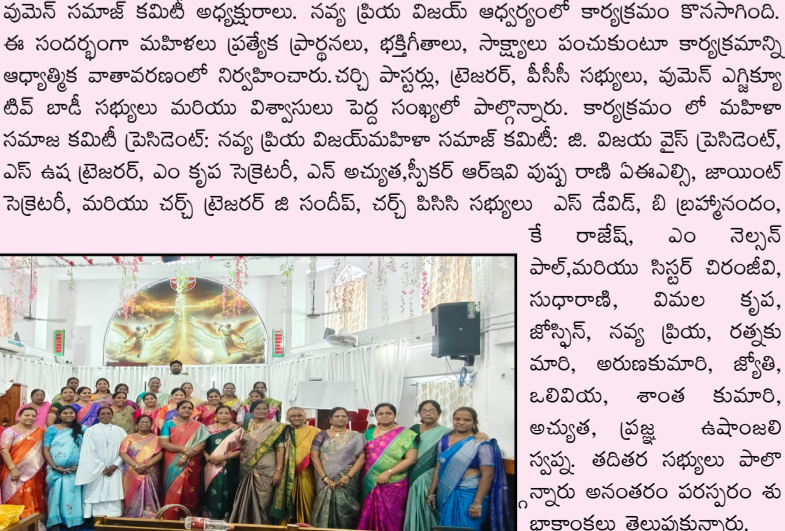 వుమెన్ సమాజ్ కమిటీ అధ్యక్షురాలు. నవ్య ప్రియ విజయ్ ఆధ్వర్యంలో కార్యక్రమం కొనసాగింది.
ఈ సందర్భంగా మహిళలు ప్రత్యేక ప్రార్థనలు, భక్తిగీతాలు, సాక్ష్యాలు పంచుకుంటూ కార్యక్రమాన్ని
ఆధ్యాత్మిక వాతావరణంలో నిర్వహించారు.చర్చి పాస్టర్లు, ట్రెజరర్, పీసీసీ సభ్యులు, వుమెన్ ఎగ్జిక్యూ
టివ్ బాడీ సభ్యులు మరియు విశ్వాసులు పెద్ద సంఖ్యలో పాల్గొన్నారు. కార్యక్రమం లో మహిళా
సమాజ కమిటీ ప్రెసిడెంట్: నవ్య ప్రియ విజయ్‌మహిళా సమాజ్ కమిటీ: జి. విజయ వైస్ ప్రెసిడెంట్,
ఎస్ ఉష ట్రెజరర్, ఎం కృప సెక్రెటరీ, ఎన్ అచ్యుత,స్పీకర్ ఆర్ఇవి పుష్ప రాణి ఏఈఎల్సి, జాయింట్
సెక్రెటరీ, మరియు చర్చ్ ట్రెజరర్ జి సందీప్, చర్చ్ పిసిసి సభ్యులు ఎస్ డేవిడ్, బి బ్రహ్మానందం,
కే రాజేష్, ఎం నెల్సన్
పాల్,మరియు సిస్టర్ చిరంజీవి,
సుధారాణి, విమల కృప,
జోస్ఫిన్, నవ్య ప్రియ, రత్నకు
మారి, అరుణకుమారి, జ్యోతి,
ఒలివియ, శాంత కుమారి,
అచ్యుత, ప్రజ్ఞ ఉషాంజలి
స్వప్న. తదితర సభ్యులు పాలొ
్గన్నారు అనంతరం పరస్పరం శు
భాకాంక్షలు తెలుపుకున్నారు.